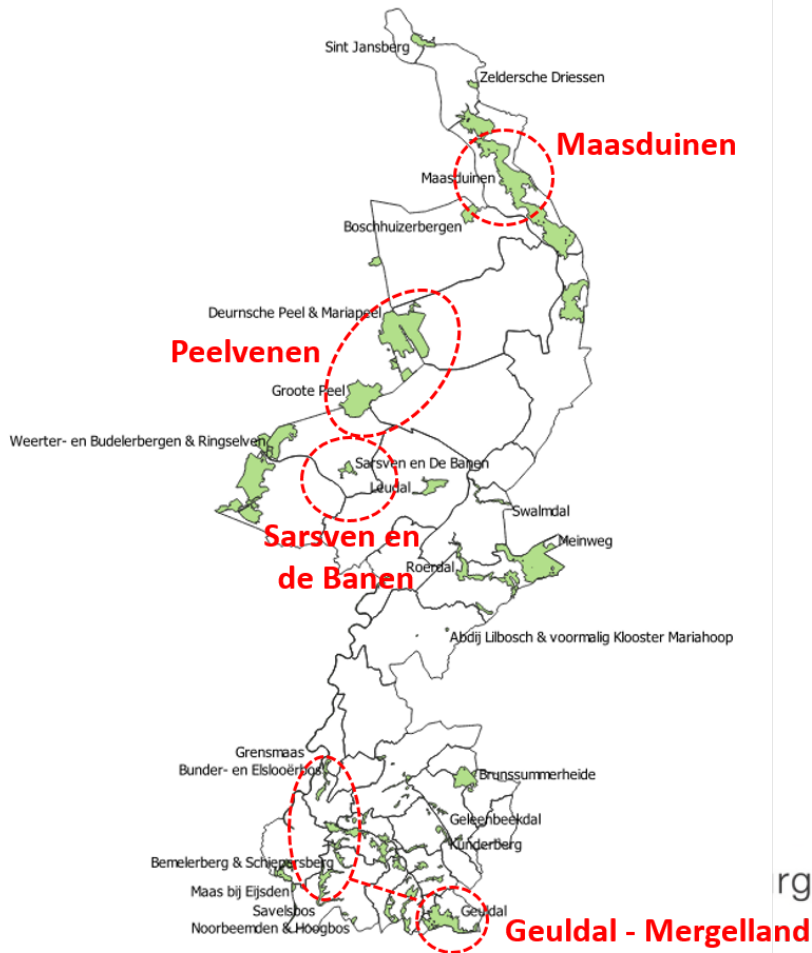 Sint Jansberg
Zeldersche Driessen
Maasduinen
Maasduinen
Boschhuizerbergen
Deurnsche Peel & Mariapeel
Peelvenen
Groote Peel
Weerter- en Budelerbergen & Ringselven
Sarsven en De Banen
Leudal
Swalmdal
Sarsven en
de Banen
Meinweg
Roerdal
Abdij Lilbosch & voormalig Klooster Mariahoop
Grensmaas
Bunder- en Elslooërbos
Brunssummerheide
Geleenbeekdal
Kunderberg
Bemelerberg & Schiepersberg
rg
Maas bij Eijsden
Savelsbos
Geuldal
Noorbeemden & Hoogbos
Geuldal - Mergelland